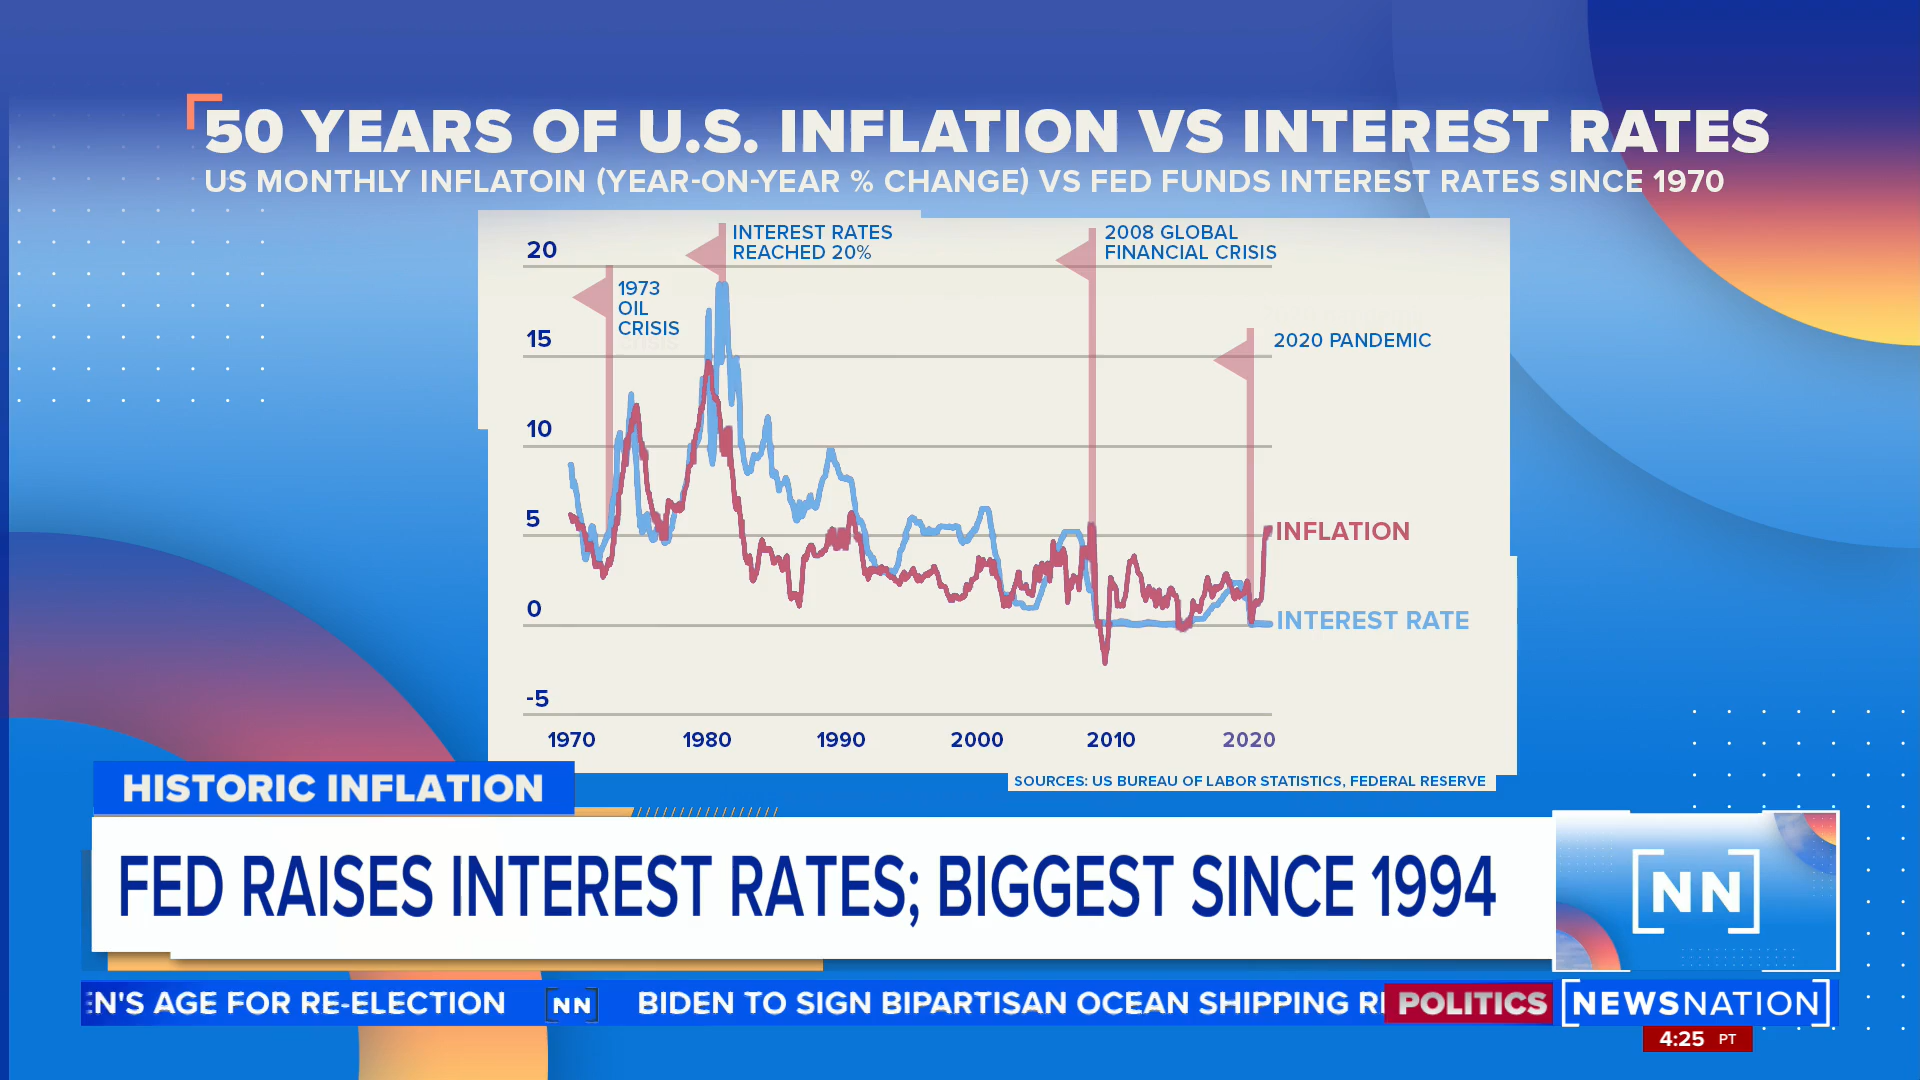 50 YEARS OF U.S. INFLATION VS INTEREST RATES
US MONTHLY INFLATOIN (YEAR-ON-YEAR % CHANGE) VS FED FUNDS INTEREST RATES SINCE 1970
INTEREST RATES
REACHED 20%
2008 GLOBAL
FINANCIAL CRISIS
20
1973
OIL
CRISIS
15
2020 PANDEMIC
10
5
INFLATION
0
INTEREST RATE
-5
1970 1980 1990 2000 2010 2020
SOURCES: US BUREAU OF LABOR STATISTICS, FEDERAL RESERVE
HISTORIC INFLATION
FED RAISES INTEREST RATES; BIGGEST SINCE 1994
NN
EN'S AGE FOR RE-ELECTION NN BIDEN TO SIGN BIPARTISAN OCEAN SHIPPING POLITICS NEWSNATION
4:25 PT